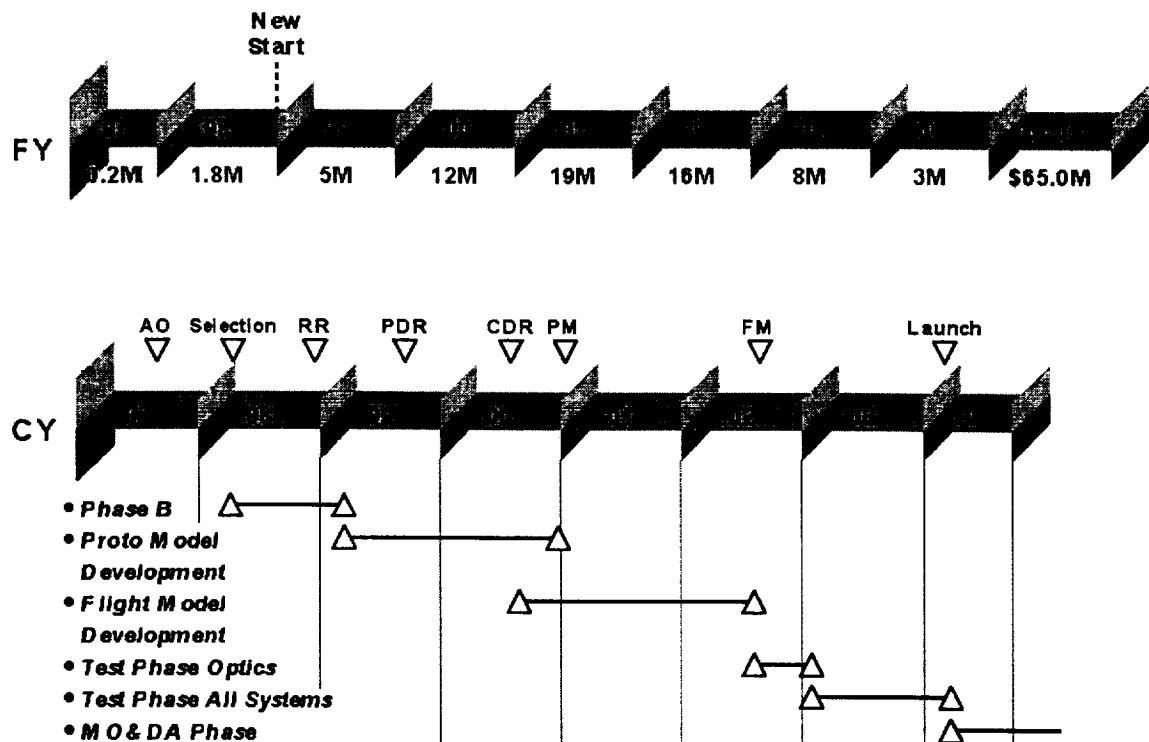 New
Start
FY
0.2M 1.8M 5M 12M 19M 16M 8M 3M $65.0M
AO Selection RR PDR CDR PM FM Launch
CY
• Phase B
• Proto Model
Development
• Flight Model
Development
• Test Phase Optics
• Test Phase All Systems
• MO&DA Phase